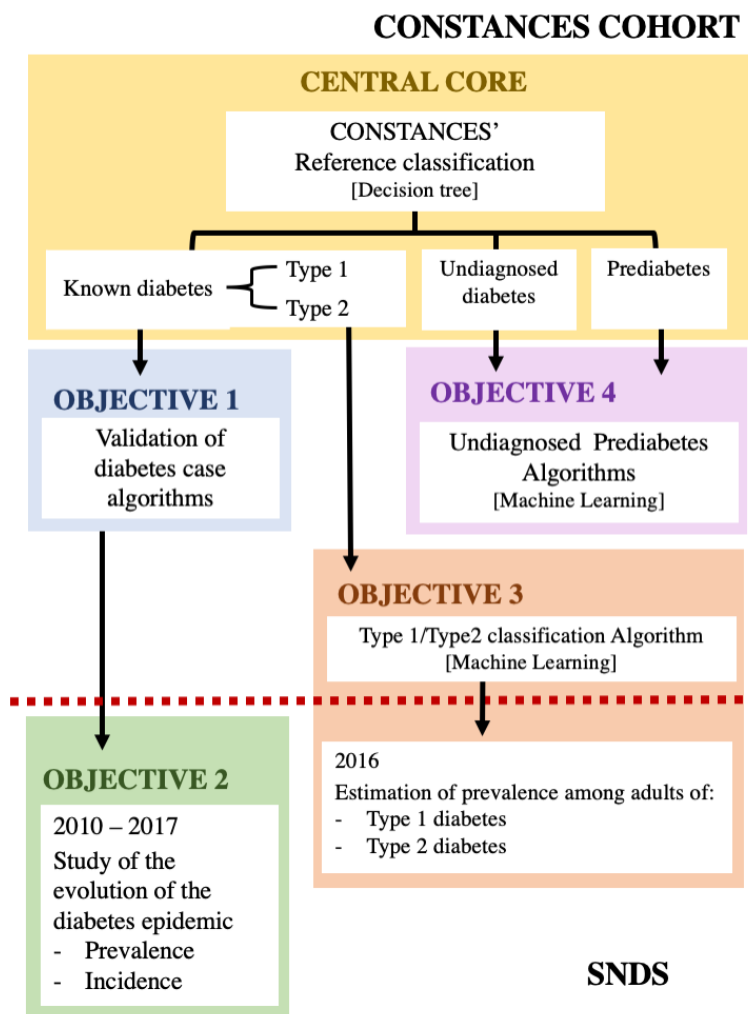 CONSTANCES COHORT
CENTRAL CORE
CONSTANCES’
Reference classification
[Decision tree]
Known diabetes
Type 1
Type 2
Undiagnosed
diabetes
Prediabetes
OBJECTIVE 1
Validation of
diabetes case
algorithms
OBJECTIVE 4
Undiagnosed Prediabetes
Algorithms
[Machine Learning]
OBJECTIVE 3
Type 1/Type2 classification Algorithm
[Machine Learning]
OBJECTIVE 2
2010 – 2017
Study of the
evolution of the
diabetes epidemic
- Prevalence
- Incidence
2016
Estimation of prevalence among adults of:
- Type 1 diabetes
- Type 2 diabetes
SNDS